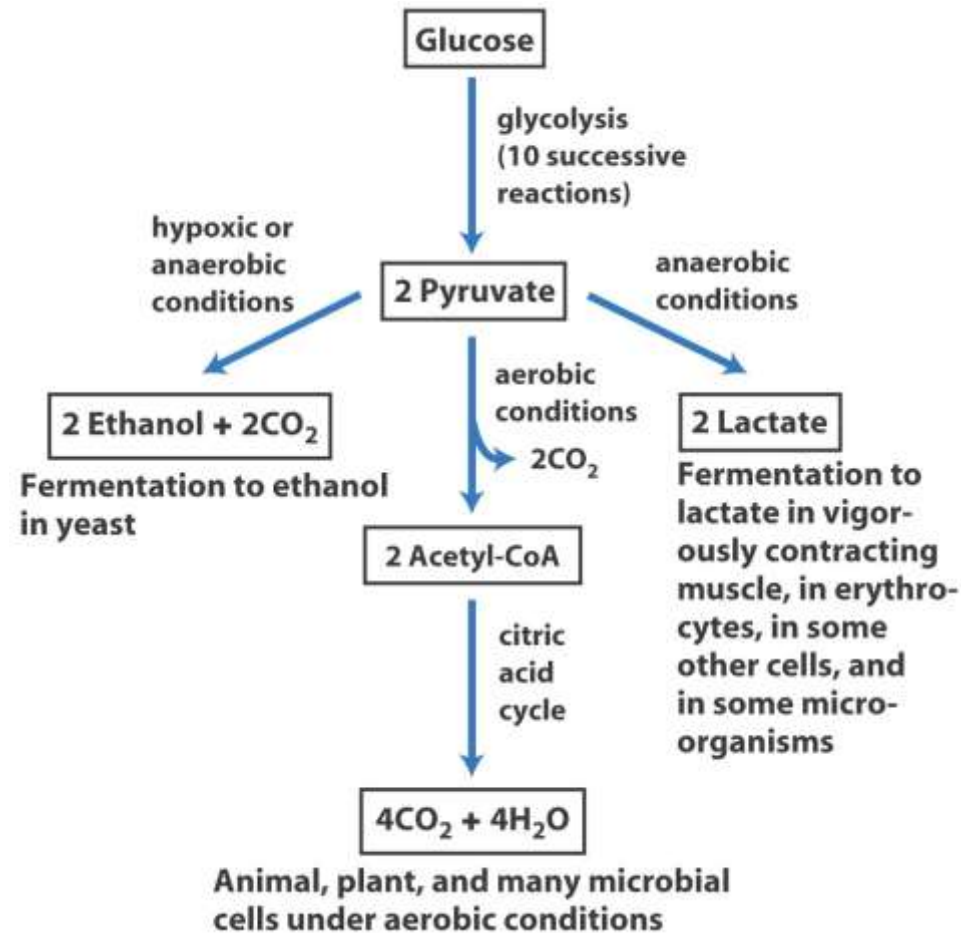 Glucose
glycolysis
(10 successive
reactions)
hypoxic or
anaerobic
conditions
2 Pyruvate
anaerobic
conditions
2 Ethanol + 2CO₂
Fermentation to ethanol
in yeast
aerobic
conditions
2CO₂
2 Lactate
Fermentation to
lactate in vigor-
ously contracting
muscle, in erythro-
cytes, in some
other cells, and
in some micro-
organisms
2 Acetyl-CoA
citric
acid
cycle
4CO₂ + 4H₂O
Animal, plant, and many microbial
cells under aerobic conditions